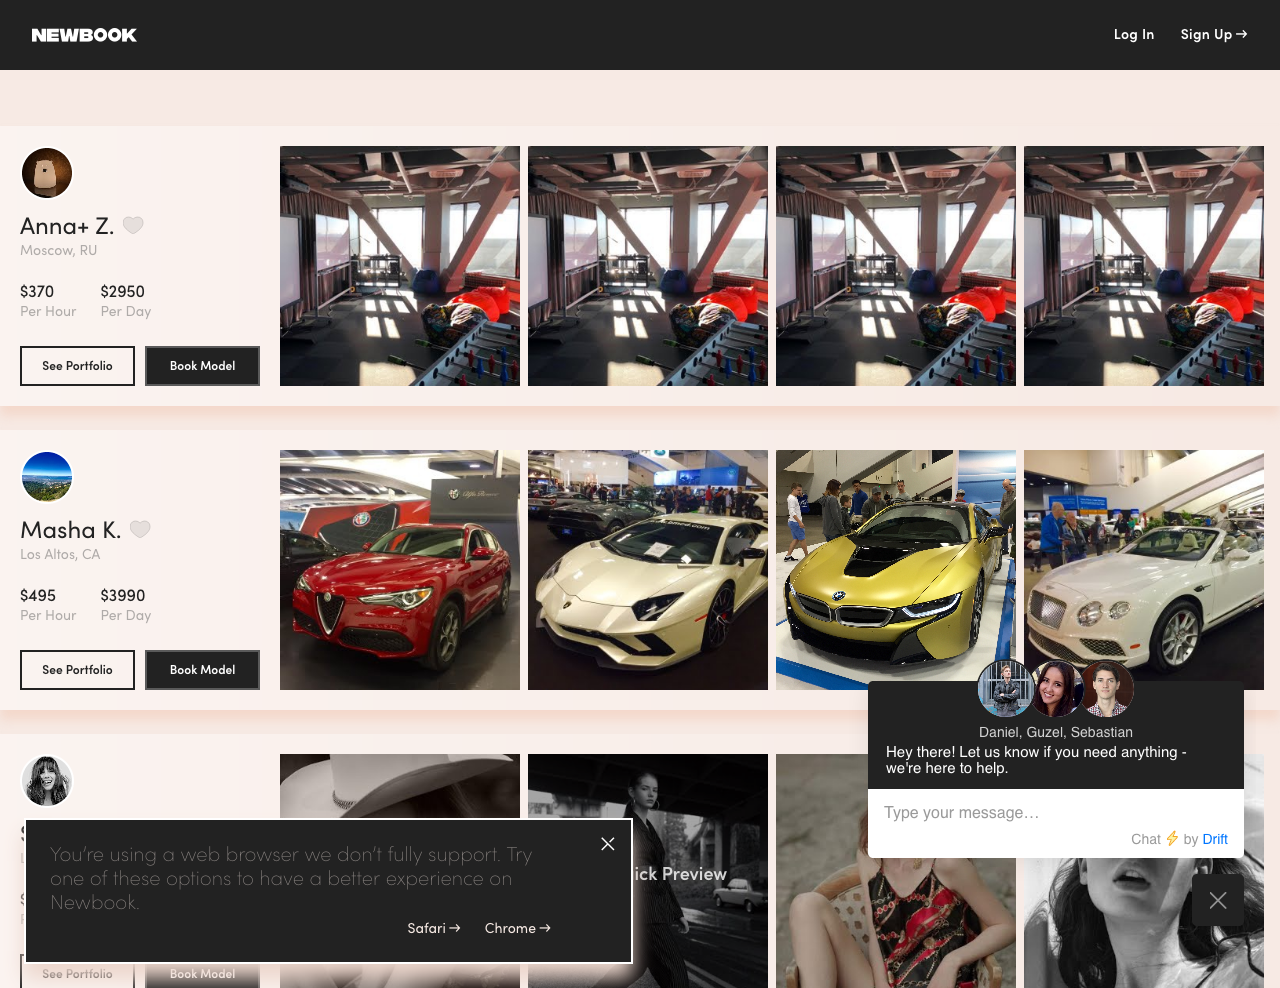 NEWBOOK
Log In
Sign Up →
Anna+ Z.
Moscow, RU
$370
$2950
Per Hour
Per Day
See Portfolio
Book Model
Masha K.
Los Altos, CA
$495
$3990
Per Hour
Per Day
See Portfolio
Book Model
Daniel, Guzel, Sebastian
Hey there! Let us know if you need anything -
we're here to help.
Type your message...
Chat ⚡ by Drift
You're using a web browser we don't fully support. Try
one of these options to have a better experience on
Newbook.
Safari →
Chrome →
Preview
See Portfolio
Book Model